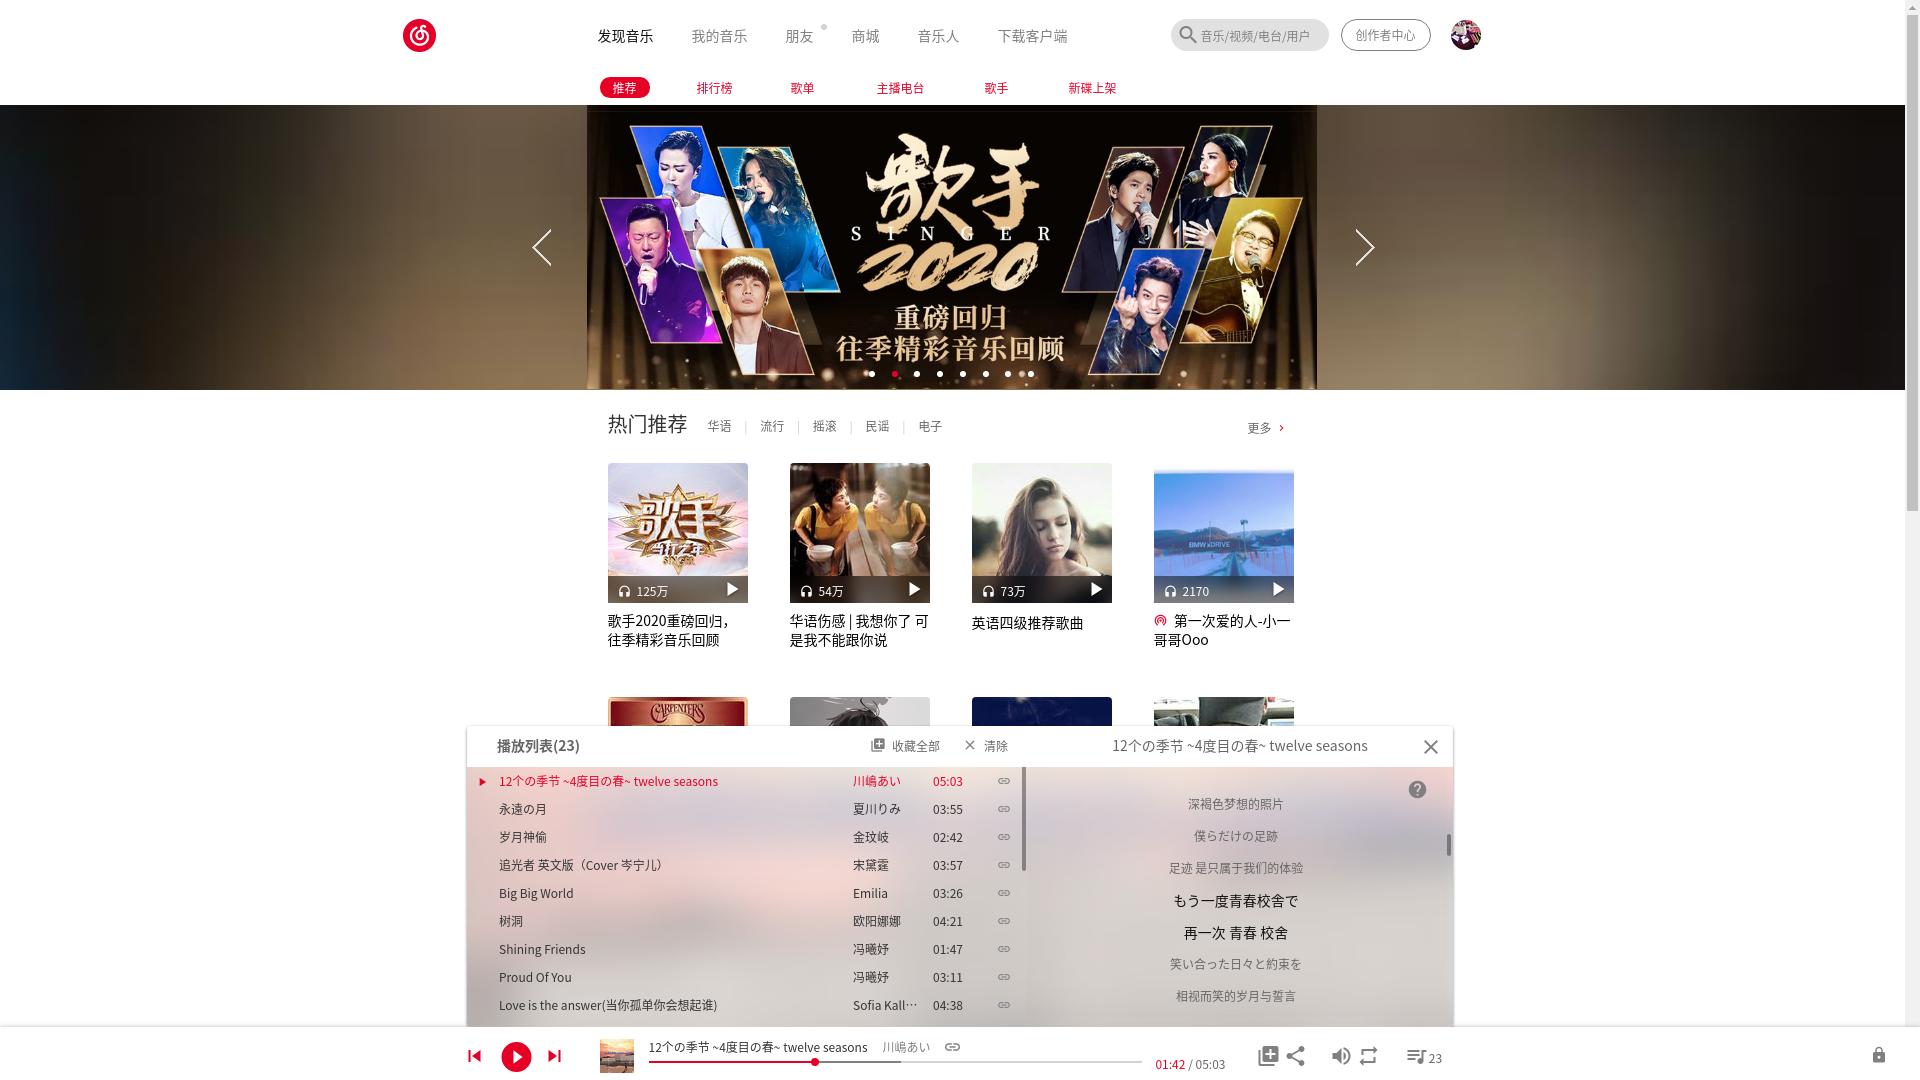 发现音乐 我的音乐 朋友 商城 音乐人 下载客户端 音乐/视频/电台/用户 创作者中心
推荐 排行榜 歌单 主播电台 歌手 新碟上架
歌手
SINGER
2020
重磅回归
往季精彩音乐回顾
热门推荐 华语 | 流行 | 摇滚 | 民谣 | 电子 更多
歌手
当打之年
SINGER
BMW xDRIVE
125万 54万 73万 2170
歌手2020重磅回归，
往季精彩音乐回顾
华语伤感 | 我想你了 可
是我不能跟你说
英语四级推荐歌曲
第一次爱的人-小一
哥哥Ooo
CARPENTERS
播放列表(23) 收藏全部 清除 12个の季节 ~4度目の春~ twelve seasons
12个の季节 ~4度目の春~ twelve seasons 川嶋あい 05:03
永遠の月 夏川りみ 03:55
岁月神偷 金玟岐 02:42
追光者 英文版（Cover 岑宁儿） 宋黛霆 03:57
Big Big World Emilia 03:26
树洞 欧阳娜娜 04:21
Shining Friends 冯曦妤 01:47
Proud Of You 冯曦妤 03:11
Love is the answer(当你孤单你会想起谁) Sofia Kall… 04:38
深褐色梦想的照片
僕らだけの足跡
足迹 是只属于我们的体验
もう一度青春校舎で
再一次 青春 校舍
笑い合った日々と約束を
相视而笑的岁月与誓言
12个の季节 ~4度目の春~ twelve seasons 川嶋あい
01:42 / 05:03 23